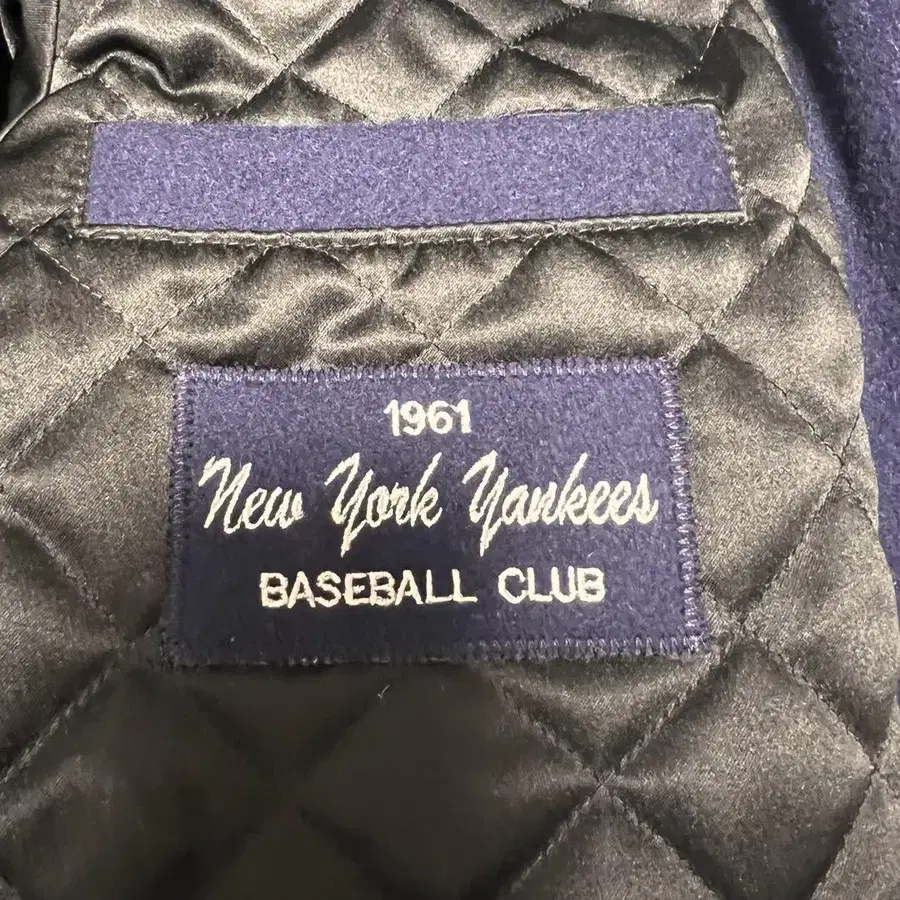 1961
New York Yankees
BASEBALL CLUB